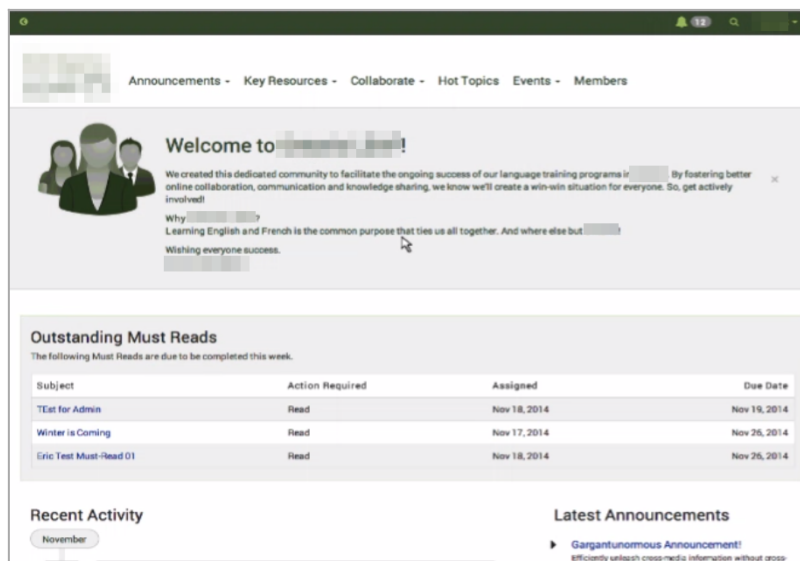 12
Announcements Key Resources Collaborate Hot Topics Events Members
Welcome to !
We created this dedicated community to facilitate the ongoing success of our language training programs in . By fostering better
online collaboration, communication and knowledge sharing, we know we'll create a win-win situation for everyone. So, get actively
involved!
Why ?
Learning English and French is the common purpose that ties us all together. And where else but !
Wishing everyone success.
Outstanding Must Reads
The following Must Reads are due to be completed this week.
Subject Action Required Assigned Due Date
TEst for Admin Read Nov 18, 2014 Nov 19, 2014
Winter is Coming Read Nov 17, 2014 Nov 26, 2014
Eric Test Must-Read 01 Read Nov 18, 2014 Nov 26, 2014
Recent Activity
November
Latest Announcements
Gargantunormous Announcement!
Efficiently unleash cross-media information without cross-